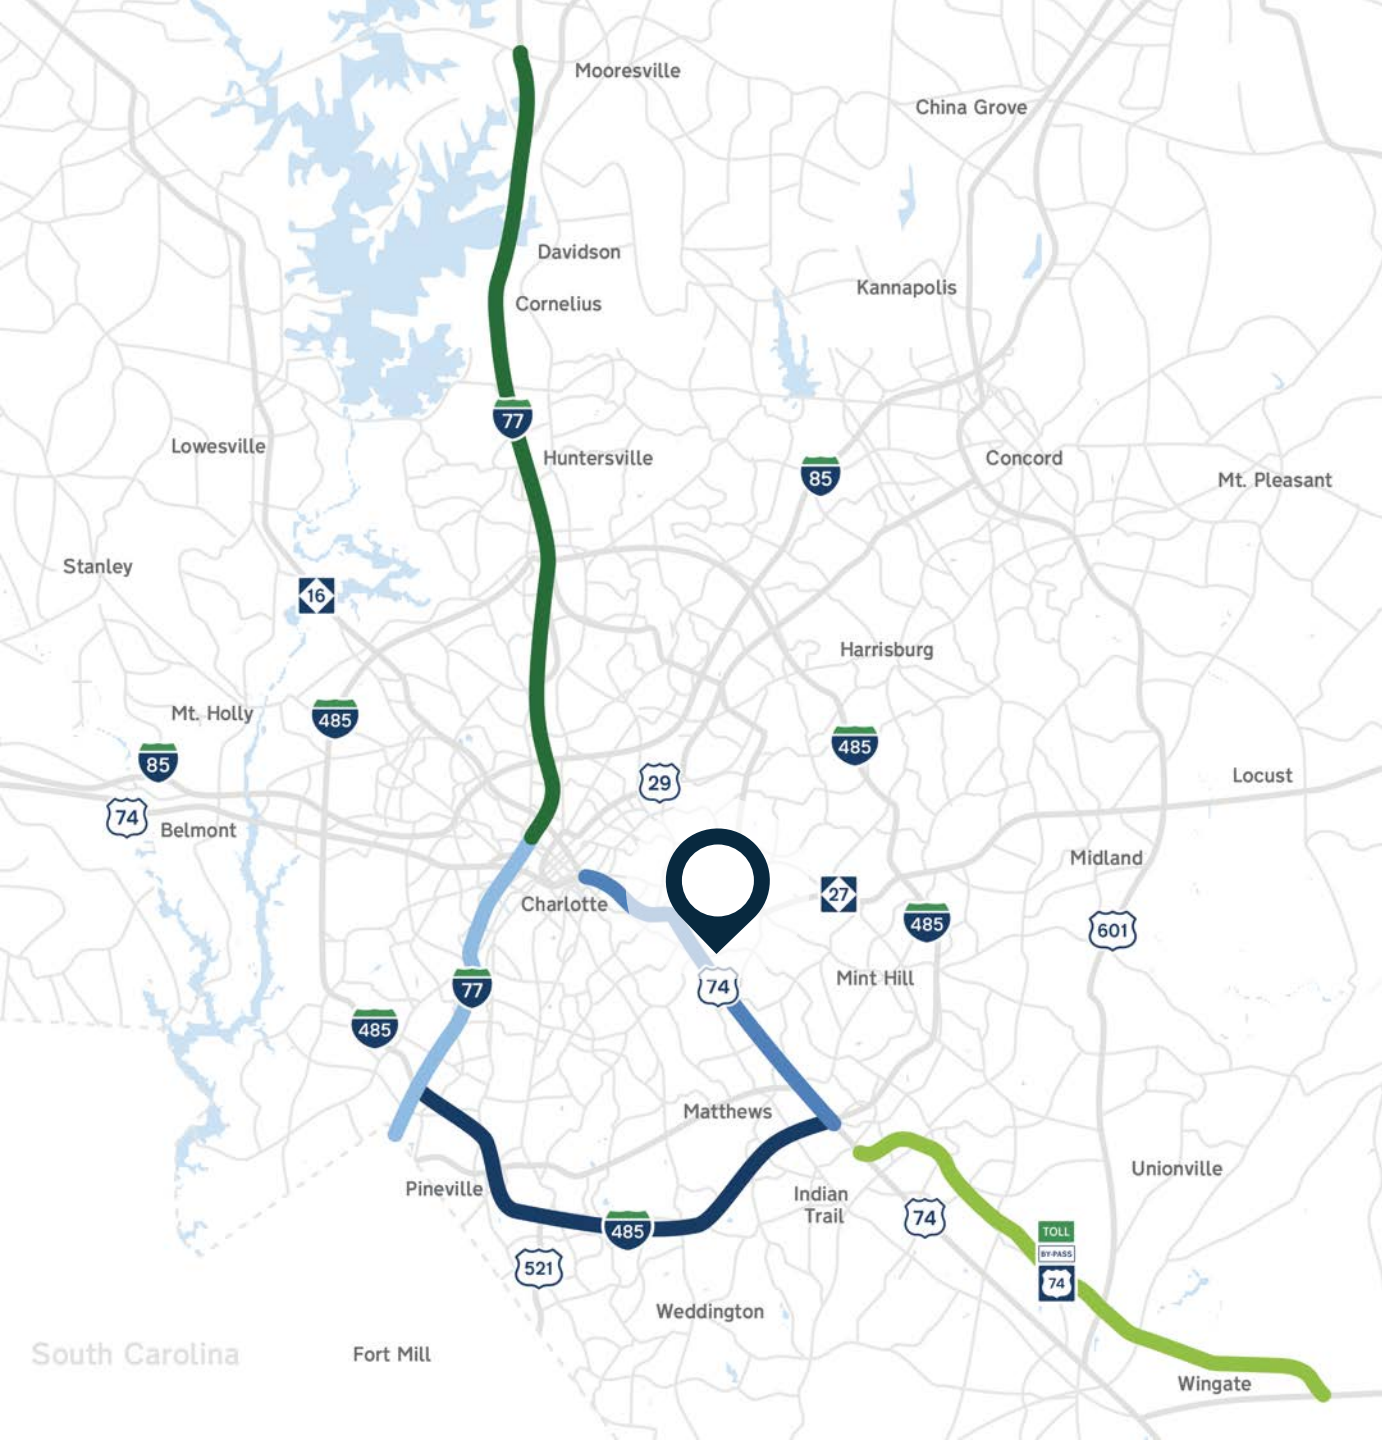 Mooresville
China Grove
Davidson
Kannapolis
Cornelius
77
Lowesville
Huntersville
Concord
85
Mt. Pleasant
Stanley
16
Harrisburg
Mt. Holly
485
485
85
29
Locust
74
Belmont
Midland
27
Charlotte
485
601
Mint Hill
77
74
485
Matthews
Unionville
Pineville
Indian
Trail
74
485
TOLL
BY-PASS
74
521
Weddington
South Carolina
Fort Mill
Wingate